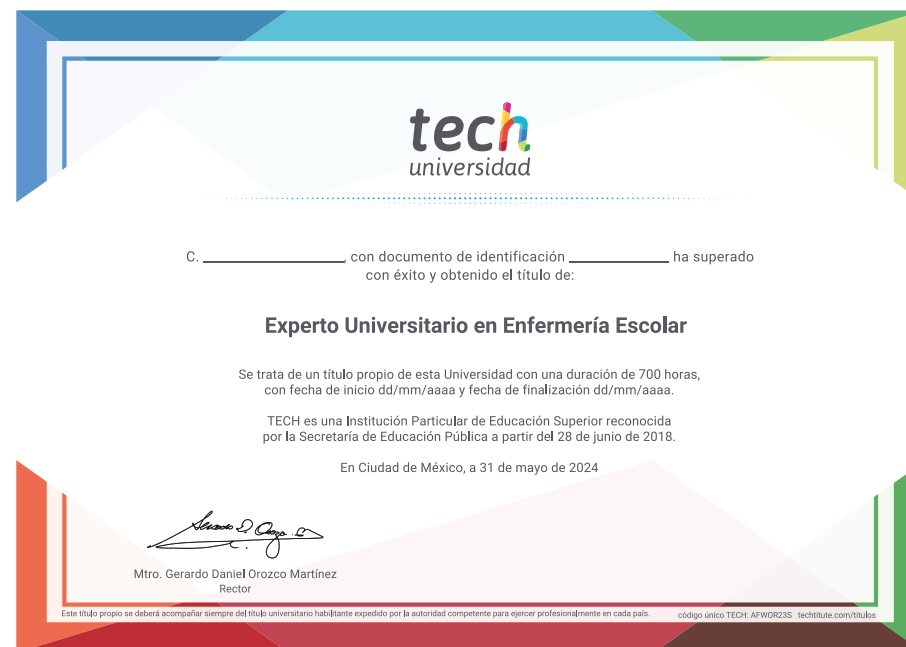 tech
universidad
C. ____________, con documento de identificación ____________ ha superado
con éxito y obtenido el título de:
Experto Universitario en Enfermería Escolar
Se trata de un título propio de esta Universidad con una duración de 700 horas,
con fecha de inicio dd/mm/aaaa y fecha de finalización dd/mm/aaaa.
TECH es una Institución Particular de Educación Superior reconocida
por la Secretaría de Educación Pública a partir del 28 de junio de 2018.
En Ciudad de México, a 31 de mayo de 2024
Mtro. Gerardo Daniel Orozco Martínez
Rector
Este título propio se deberá acompañar siempre del título universitario habilitante expedido por la autoridad competente para ejercer profesionalmente en cada país.
código único TECH: AFWOR23S techtitute.com/titulos